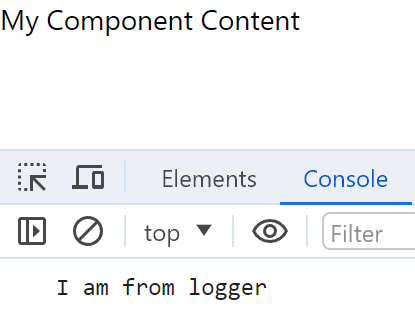 My Component Content
Elements Console
top Filter
I am from logger